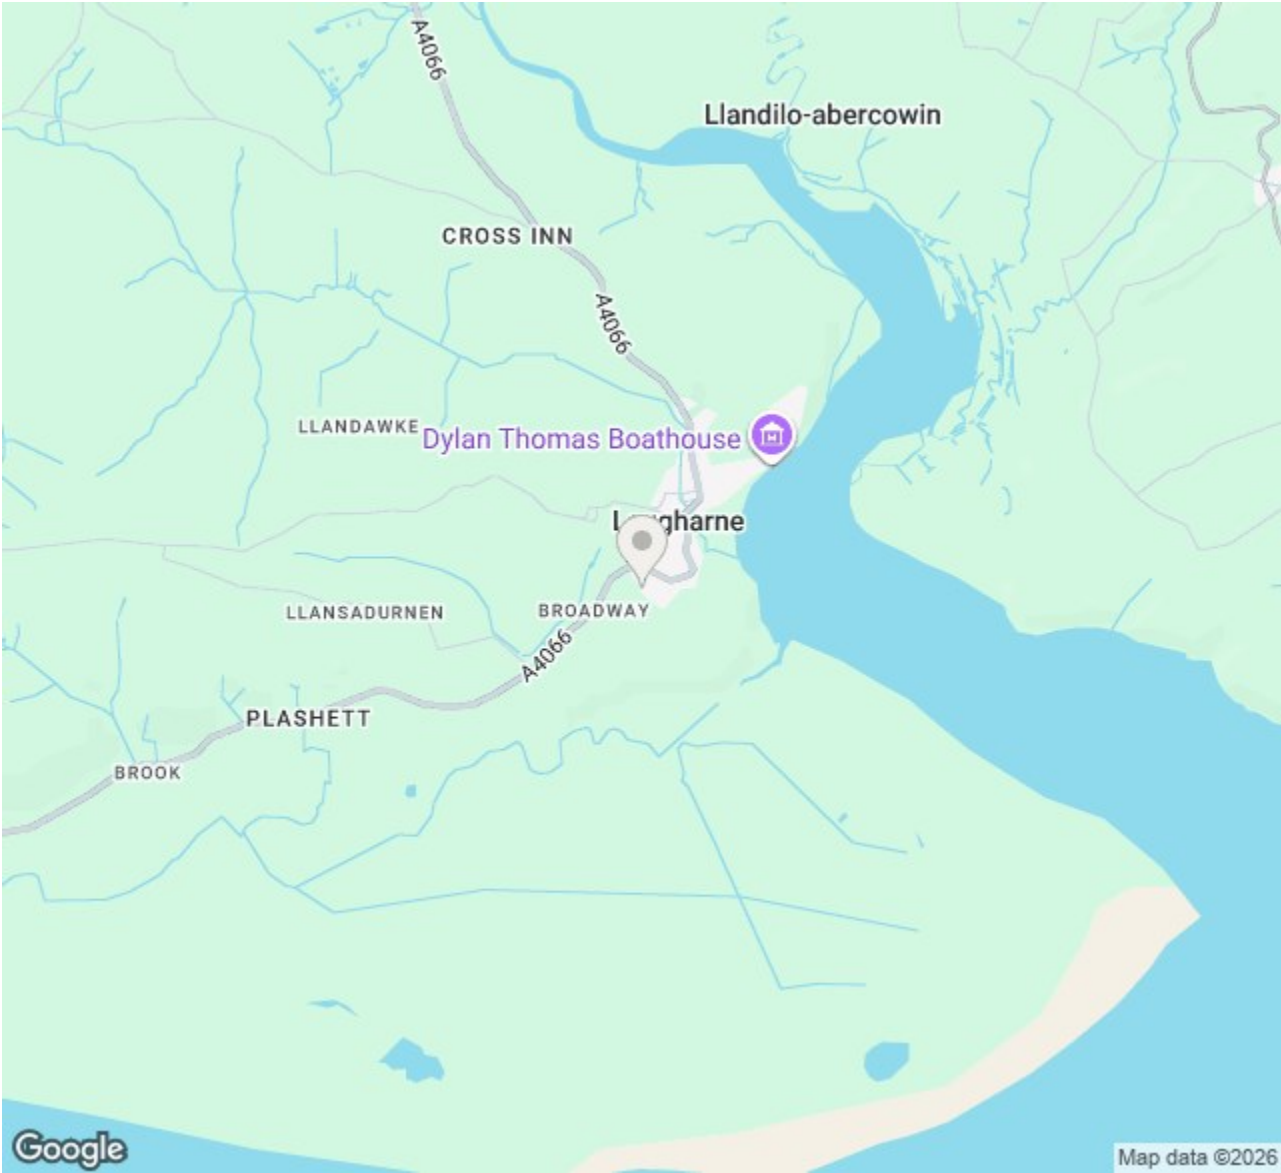 A4066
Llandilo-abercowin
CROSS INN
A4066
LLANDAWKE
Dylan Thomas Boathouse
LLANSADURNEN
BROADWAY
A4066
PLASHETT
BROOK
Google
Map data ©2026